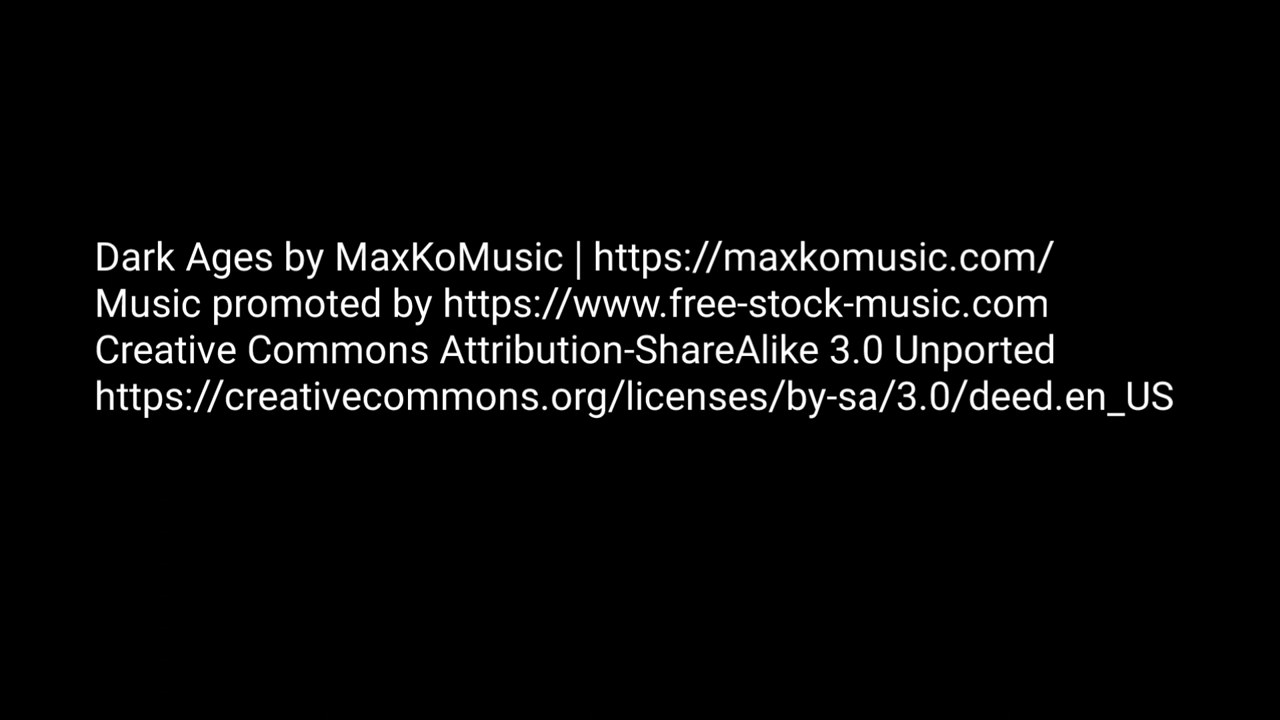 Dark Ages by MaxKoMusic | https://maxkomusic.com/
Music promoted by https://www.free-stock-music.com
Creative Commons Attribution-ShareAlike 3.0 Unported
https://creativecommons.org/licenses/by-sa/3.0/deed.en_US